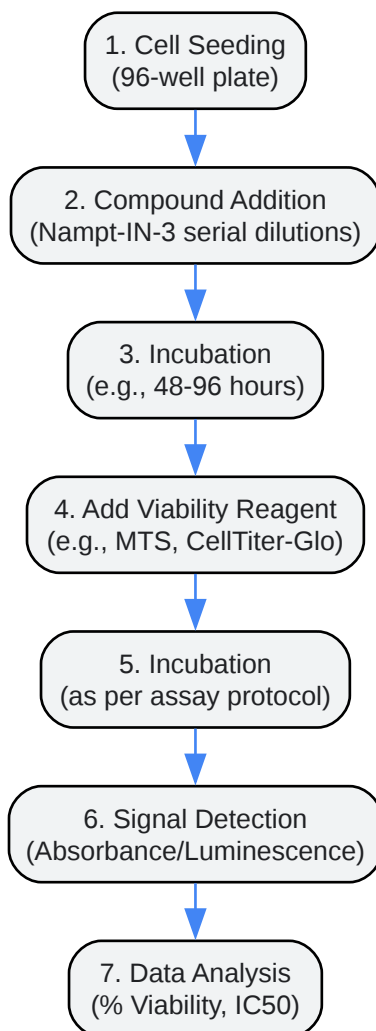 1. Cell Seeding
(96-well plate)
2. Compound Addition
(Nampt-IN-3 serial dilutions)
3. Incubation
(e.g., 48-96 hours)
4. Add Viability Reagent
(e.g., MTS, CellTiter-Glo)
5. Incubation
(as per assay protocol)
6. Signal Detection
(Absorbance/Luminescence)
7. Data Analysis
(% Viability, IC50)